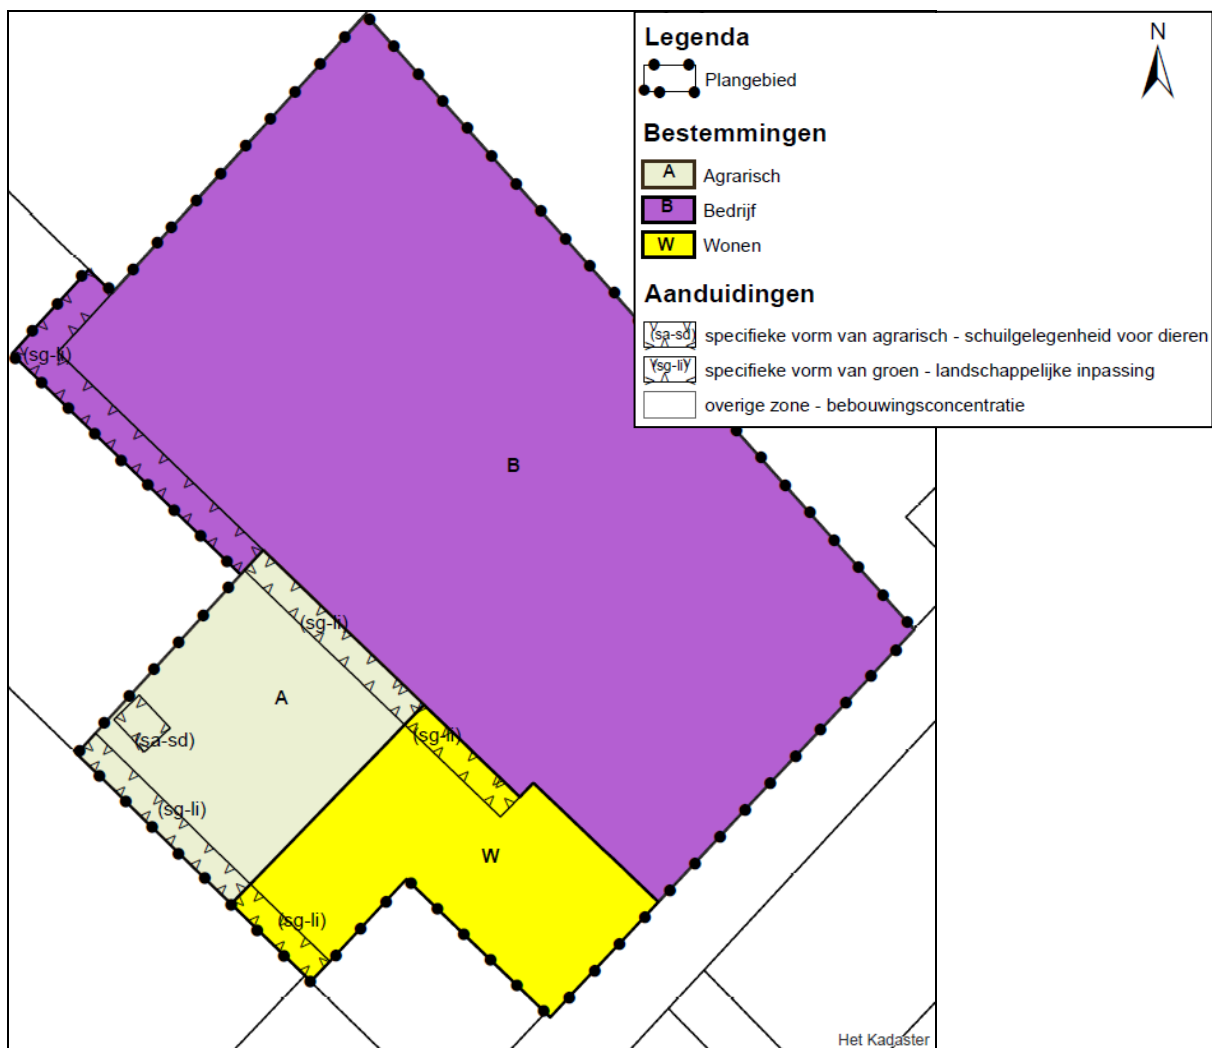 Legenda
N
Plangebied
Bestemmingen
A Agrarisch
B Bedrijf
W Wonen
Aanduidingen
(sa-sd) specifieke vorm van agrarisch - schuilgelegenheid voor dieren
(sg-li) specifieke vorm van groen - landschappelijke inpassing
overige zone - bebouwingsconcentratie
(sg-li)
B
(sg-li)
A
(sg-li)
(sa-sd)
(sg-li)
W
(sg-li)
Het Kadaster